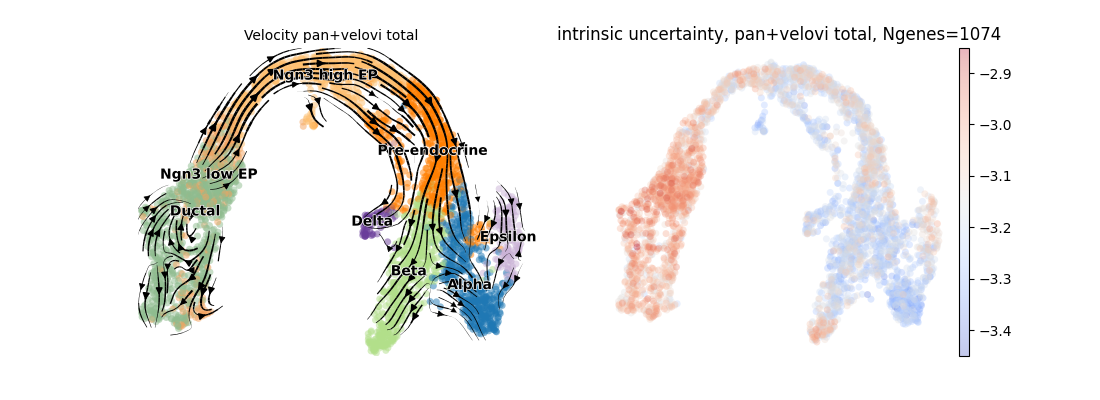 Velocity pan+velovi total
Ngn3 high EP
Pre-endocrine
Ngn3 low EP
Ductal
Delta
Epsilon
Beta
Alpha
intrinsic uncertainty, pan+velovi total, Ngenes=1074
−2.9
−3.0
−3.1
−3.2
−3.3
−3.4